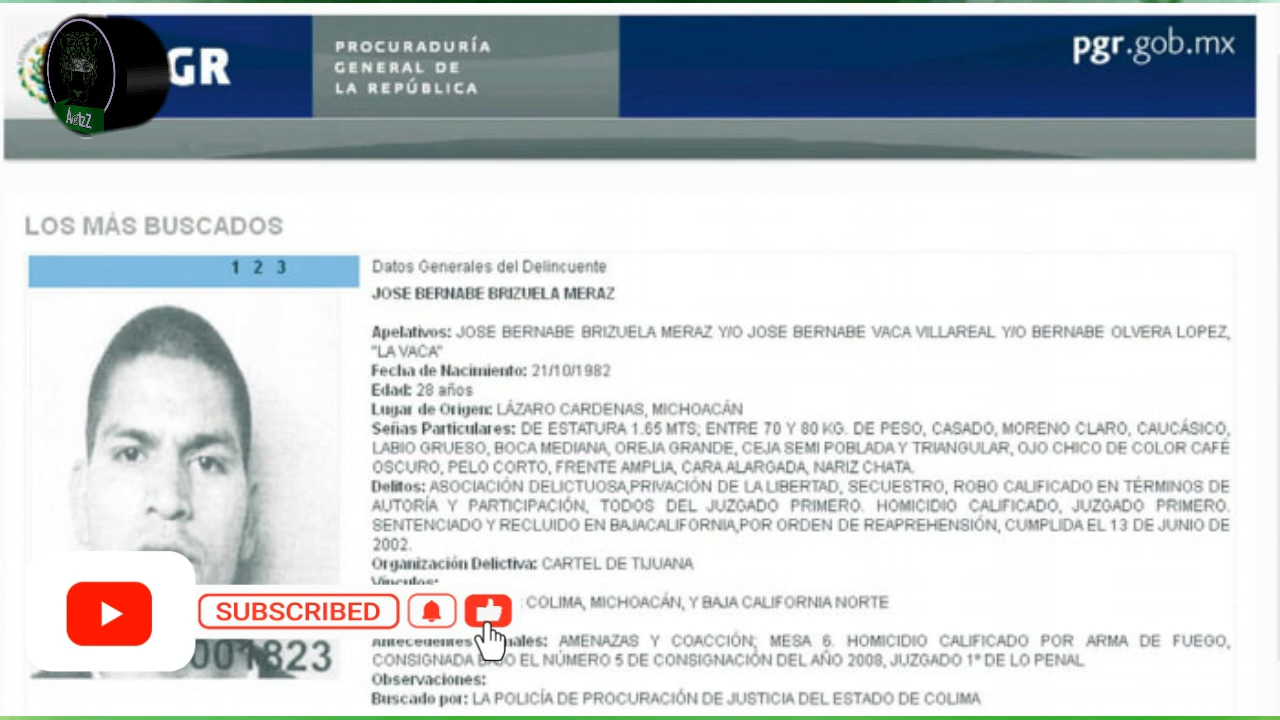 GR
PROCURADURÍA
GENERAL DE
LA REPÚBLICA
pgr.gob.mx
LOS MÁS BUSCADOS
1 2 3
Datos Generales del Delincuente
JOSE BERNABE BRIZUELA MERAZ
Apelativos: JOSE BERNABE BRIZUELA MERAZ Y/O JOSE BERNABE VACA VILLAREAL Y/O BERNABE OLVERA LOPEZ,
"LA VACA"
Fecha de Nacimiento: 21/10/1982
Edad: 28 años
Lugar de Origen: LÁZARO CARDENAS, MICHOACÁN
Señas Particulares: DE ESTATURA 1.65 MTS; ENTRE 70 Y 80 KG. DE PESO, CASADO, MORENO CLARO, CAUCÁSICO,
LABIO GRUESO, BOCA MEDIANA, OREJA GRANDE, CEJA SEMI POBLADA Y TRIANGULAR, OJO CHICO DE COLOR CAFÉ
OSCURO, PELO CORTO, FRENTE AMPLIA, CARA ALARGADA, NARIZ CHATA.
Delitos: ASOCIACIÓN DELICTUOSA,PRIVACIÓN DE LA LIBERTAD, SECUESTRO, ROBO CALIFICADO EN TÉRMINOS DE
AUTORÍA Y PARTICIPACIÓN, TODOS DEL JUZGADO PRIMERO. HOMICIDIO CALIFICADO, JUZGADO PRIMERO.
SENTENCIADO Y RECLUIDO EN BAJACALIFORNIA,POR ORDEN DE REAPREHENSIÓN, CUMPLIDA EL 13 DE JUNIO DE
2002.
Organización Delictiva: CARTEL DE TIJUANA
Vínculos:
: COLIMA, MICHOACÁN, Y BAJA CALIFORNIA NORTE
SUBSCRIBED
Antecedentes nales: AMENAZAS Y COACCIÓN; MESA 6. HOMICIDIO CALIFICADO POR ARMA DE FUEGO,
CONSIGNADA EL NÚMERO 5 DE CONSIGNACIÓN DEL AÑO 2008, JUZGADO 1° DE LO PENAL
Observaciones:
Buscado por: LA POLICÍA DE PROCURACIÓN DE JUSTICIA DEL ESTADO DE COLIMA